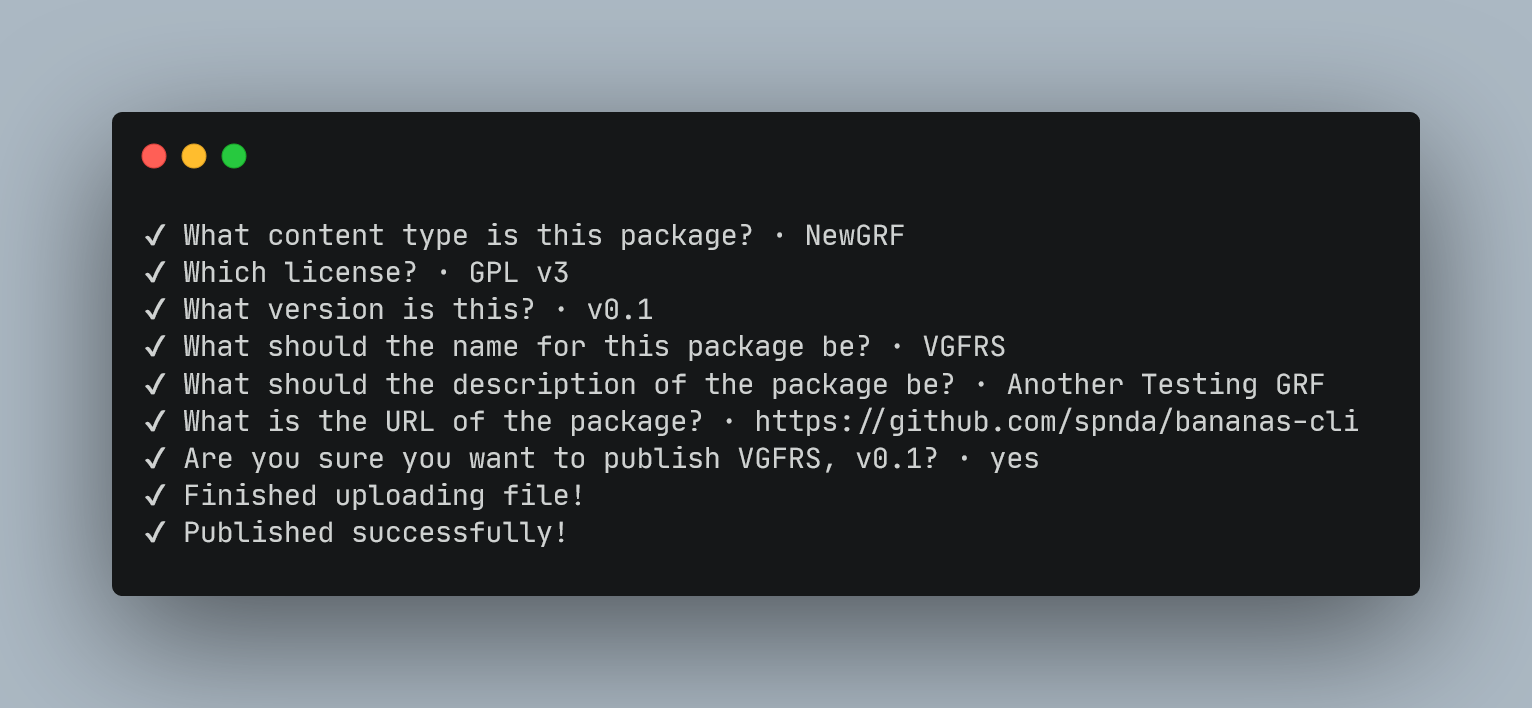 ✔ What content type is this package? · NewGRF
✔ Which license? · GPL v3
✔ What version is this? · v0.1
✔ What should the name for this package be? · VGFRS
✔ What should the description of the package be? · Another Testing GRF
✔ What is the URL of the package? · https://github.com/spnda/bananas-cli
✔ Are you sure you want to publish VGFRS, v0.1? · yes
✔ Finished uploading file!
✔ Published successfully!